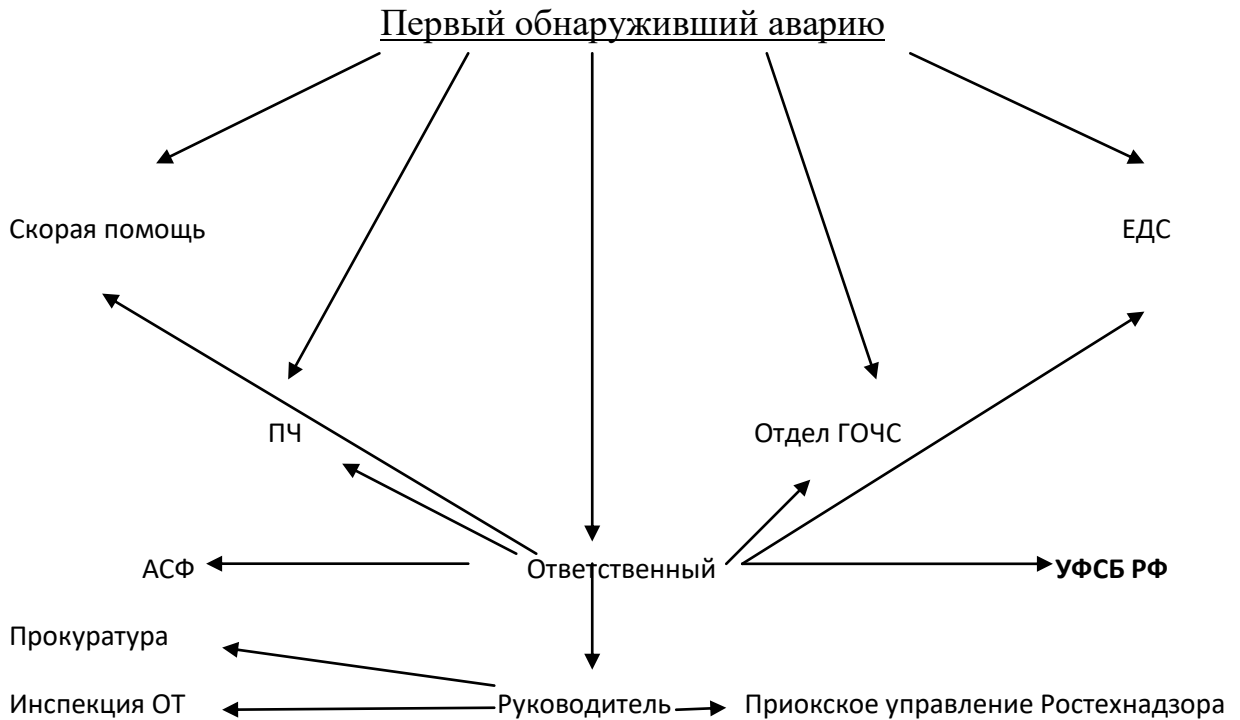 Первый обнаруживший аварию
Скорая помощь
ЕДС
ПЧ
Отдел ГОЧС
АСФ
Ответственный
УФСБ РФ
Прокуратура
Инспекция ОТ
Руководитель
Приокское управление Ростехнадзора